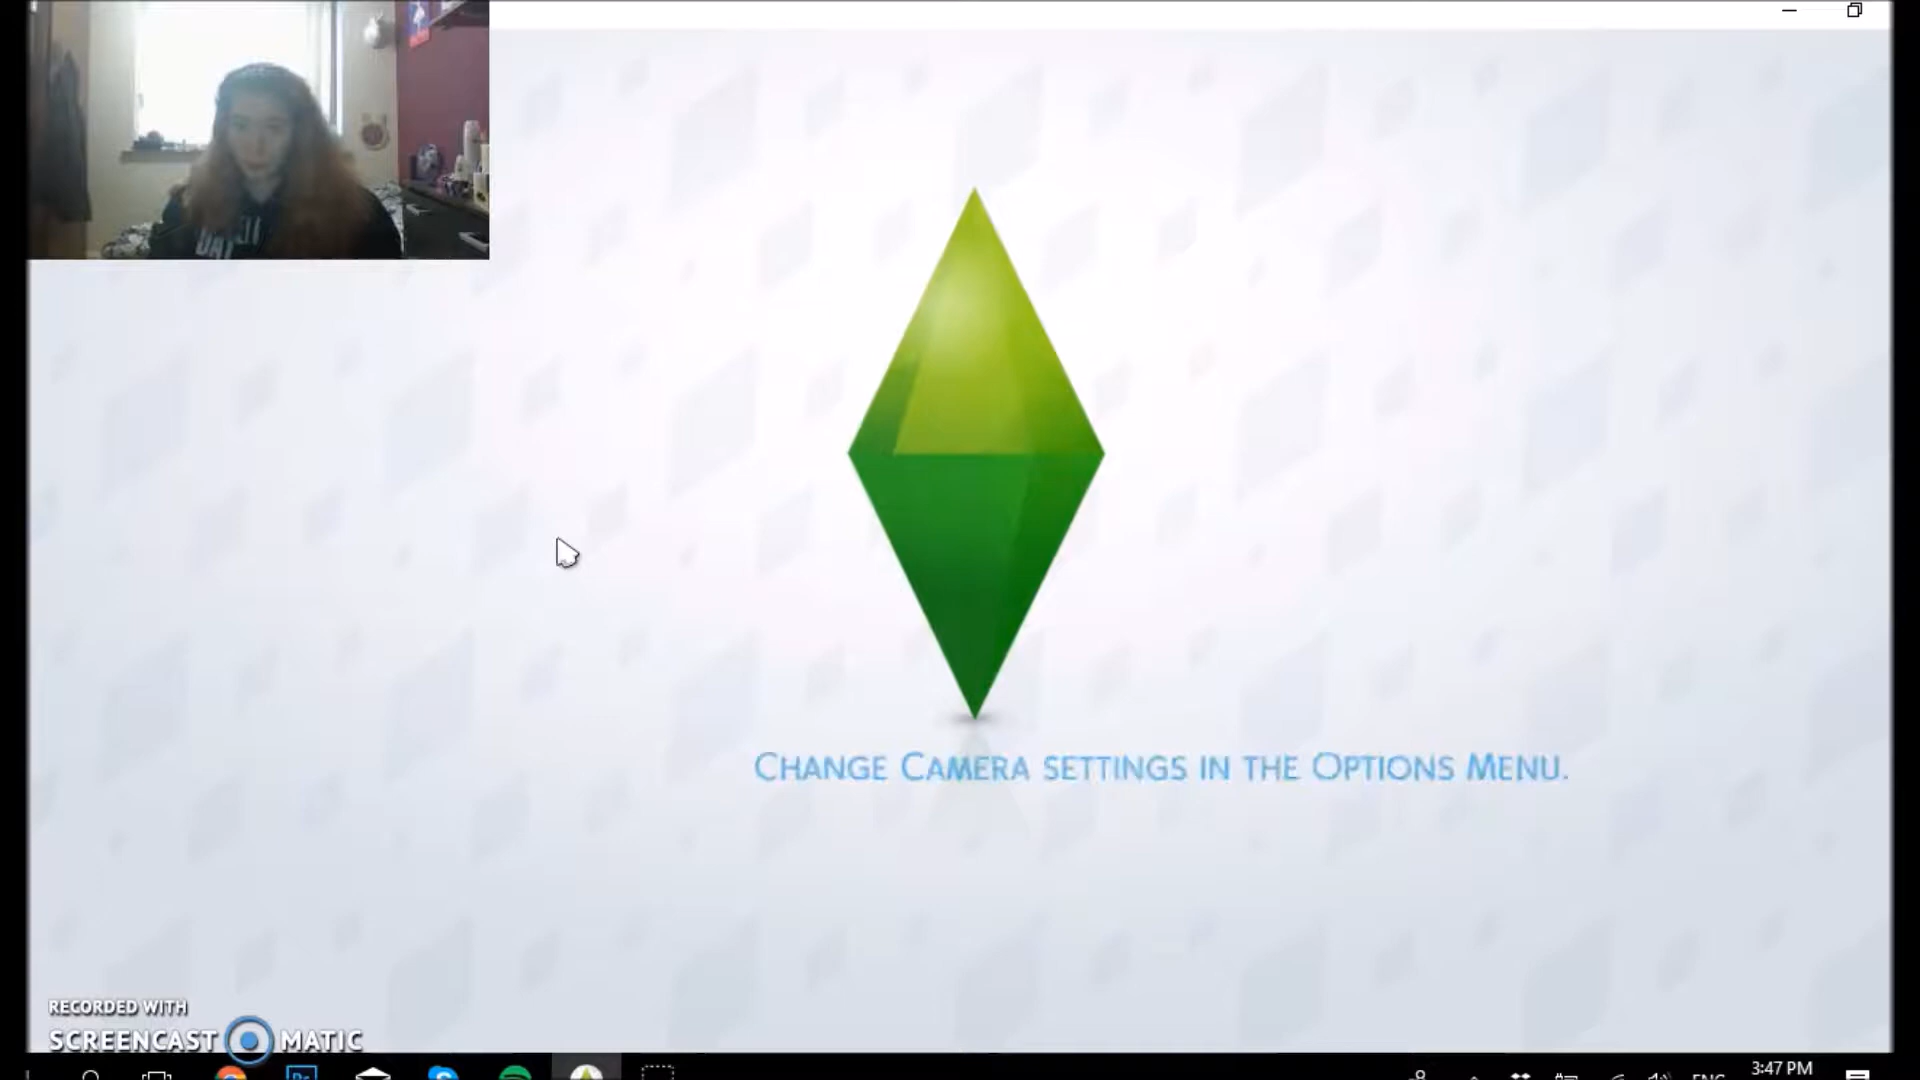 CHANGE CAMERA SETTINGS IN THE OPTIONS MENU.
RECORDED WITH
SCREENCAST MATIC
3:47 PM